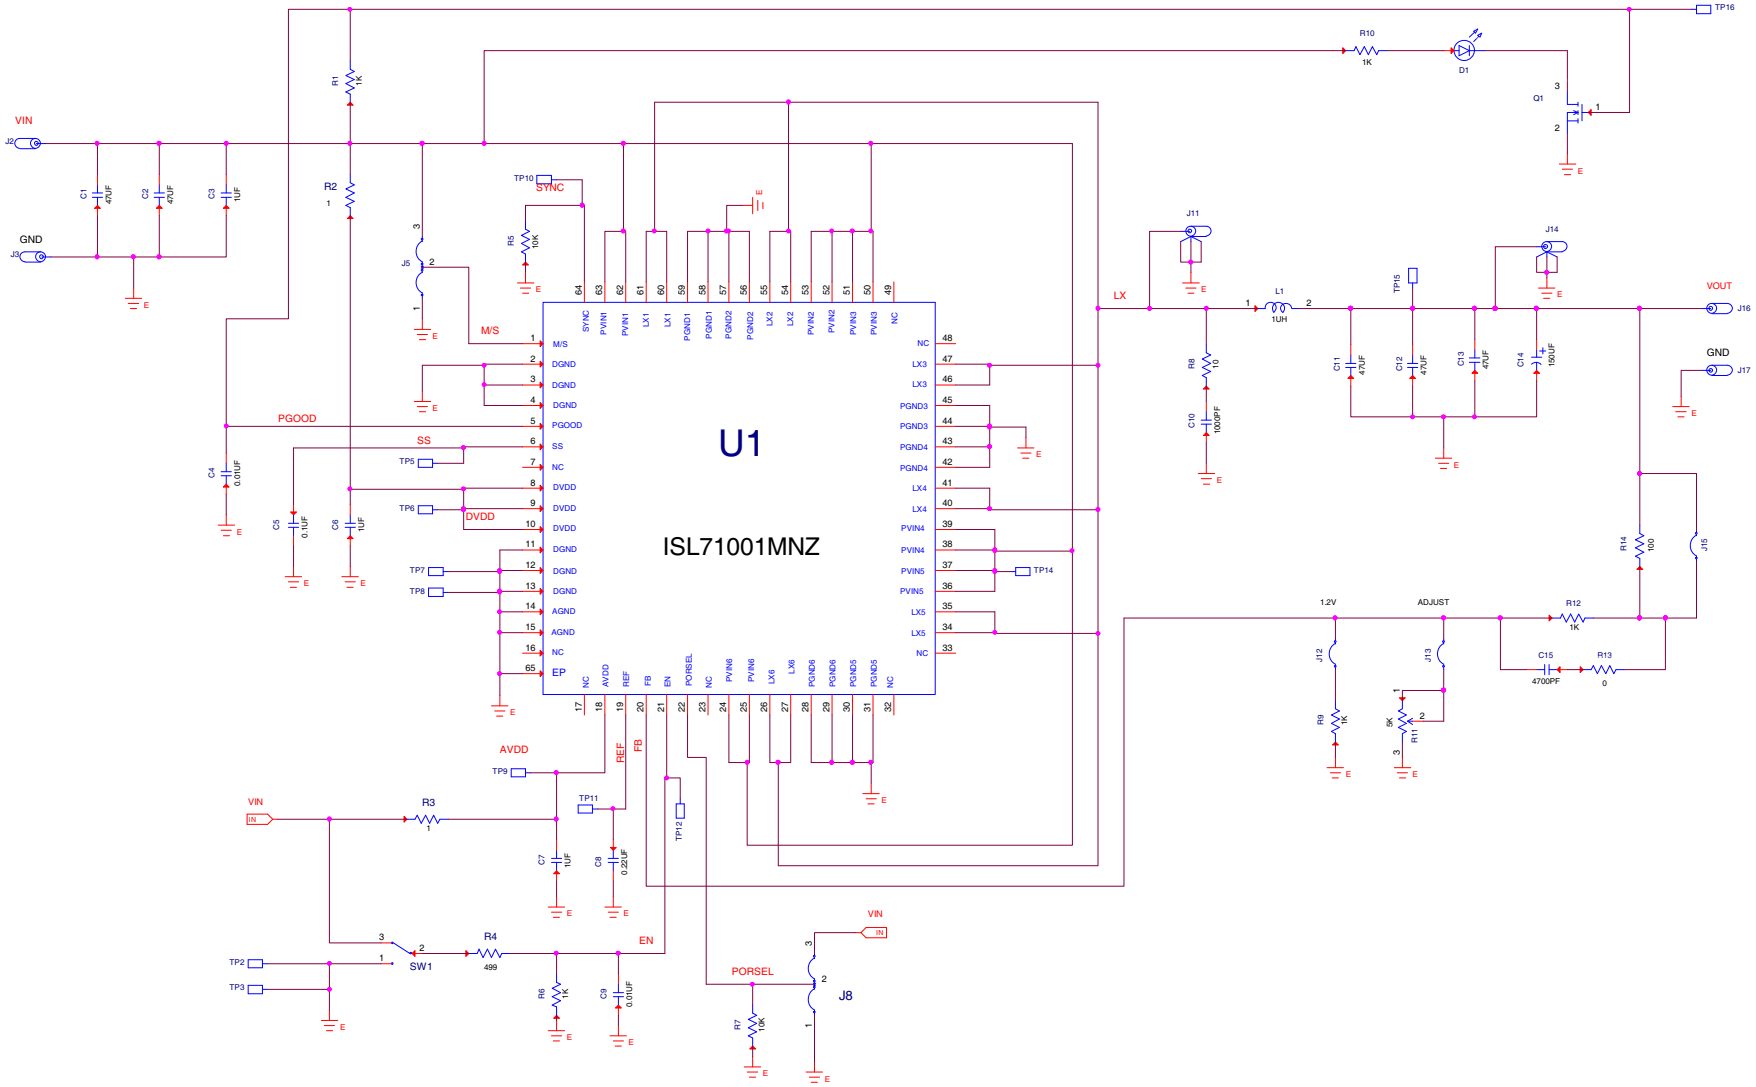 TP16
R10
1K
D1
Q1
3
1
2
E
R1
1K
VIN
J2
C1
47UF
C2
47UF
C3
1UF
R2
1
GND
J3
E
3
J5
2
1
E
M/S
TP10
SYNC
R5
10K
E
E
64 63 62 61 60 59 58 57 56 55 54 53 52 51 50 49
SYNC PVIN1 PVIN1 LX1 LX1 PGND1 PGND1 PGND2 PGND2 LX2 LX2 PVIN2 PVIN2 PVIN3 PVIN3 NC
1 M/S
2 DGND
3 DGND
4 DGND
5 PGOOD
6 SS
7 NC
8 DVDD
9 DVDD
10 DVDD
11 DGND
12 DGND
13 DGND
14 AGND
15 AGND
16 NC
65 EP
U1
ISL71001MNZ
NC 48
LX3 47
LX3 46
PGND3 45
PGND3 44
PGND4 43
PGND4 42
LX4 41
LX4 40
PVIN4 39
PVIN4 38
PVIN5 37
PVIN5 36
LX5 35
LX5 34
NC 33
NC AVDD REF FB EN PORSEL NC PVIN6 PVIN6 LX6 LX6 PGND6 PGND6 PGND5 PGND5 NC
17 18 19 20 21 22 23 24 25 26 27 28 29 30 31 32
E
PGOOD
SS
TP5
TP6
DVDD
TP7
TP8
C4
0.01UF
E
C5
0.1UF
E
C6
1UF
E
E
E
TP14
E
LX
J11
E
R8
10
C10
1000PF
E
1
L1
2
1UH
TP15
J14
E
VOUT
J16
GND
J17
E
C11
47UF
C12
47UF
C13
47UF
C14
+
150UF
E
R14
100
J15
1.2V
ADJUST
R12
1K
C15
4700PF
R13
0
J12
J13
R9
1K
E
1
5K
2
R11
3
E
AVDD
TP9
REF
FB
TP11
TP12
VIN
IN
R3
1
C7
1UF
E
C8
0.22UF
E
3
2
1
SW1
R4
499
EN
TP2
TP3
E
R6
1K
E
C9
0.01UF
E
VIN
IN
3
2
J8
1
E
PORSEL
R7
10K
E